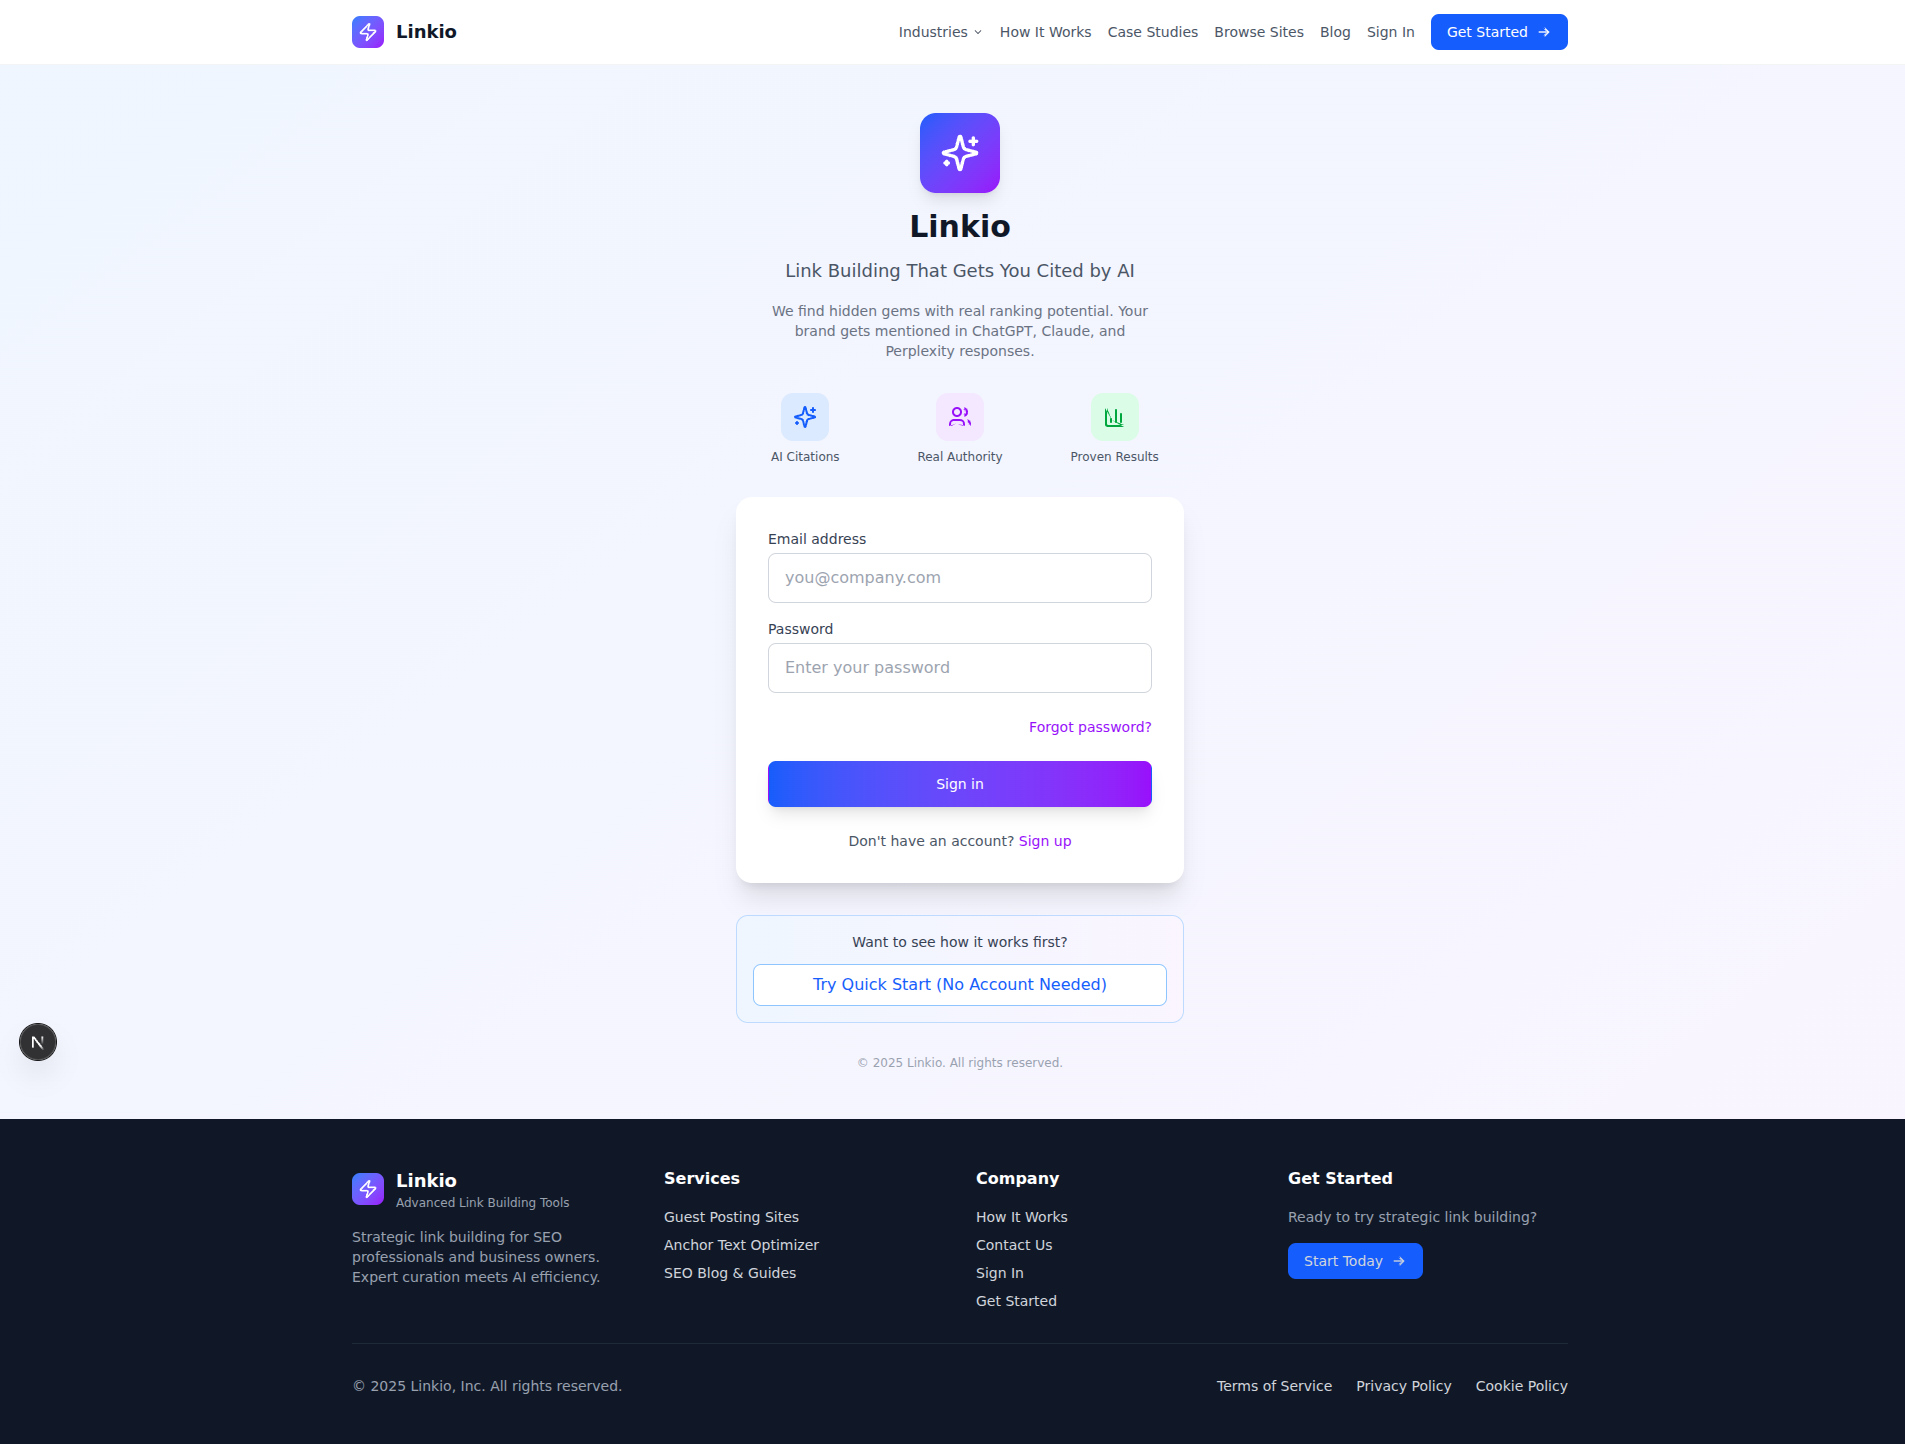 Linkio
Industries
How It Works
Case Studies
Browse Sites
Blog
Sign In
Get Started
Linkio
Link Building That Gets You Cited by AI
We find hidden gems with real ranking potential. Your
brand gets mentioned in ChatGPT, Claude, and
Perplexity responses.
AI Citations
Real Authority
Proven Results
Email address
you@company.com
Password
Enter your password
Forgot password?
Sign in
Don't have an account? Sign up
Want to see how it works first?
Try Quick Start (No Account Needed)
N
© 2025 Linkio. All rights reserved.
Linkio
Advanced Link Building Tools
Strategic link building for SEO
professionals and business owners.
Expert curation meets AI efficiency.
Services
Guest Posting Sites
Anchor Text Optimizer
SEO Blog & Guides
Company
How It Works
Contact Us
Sign In
Get Started
Get Started
Ready to try strategic link building?
Start Today
© 2025 Linkio, Inc. All rights reserved.
Terms of Service
Privacy Policy
Cookie Policy